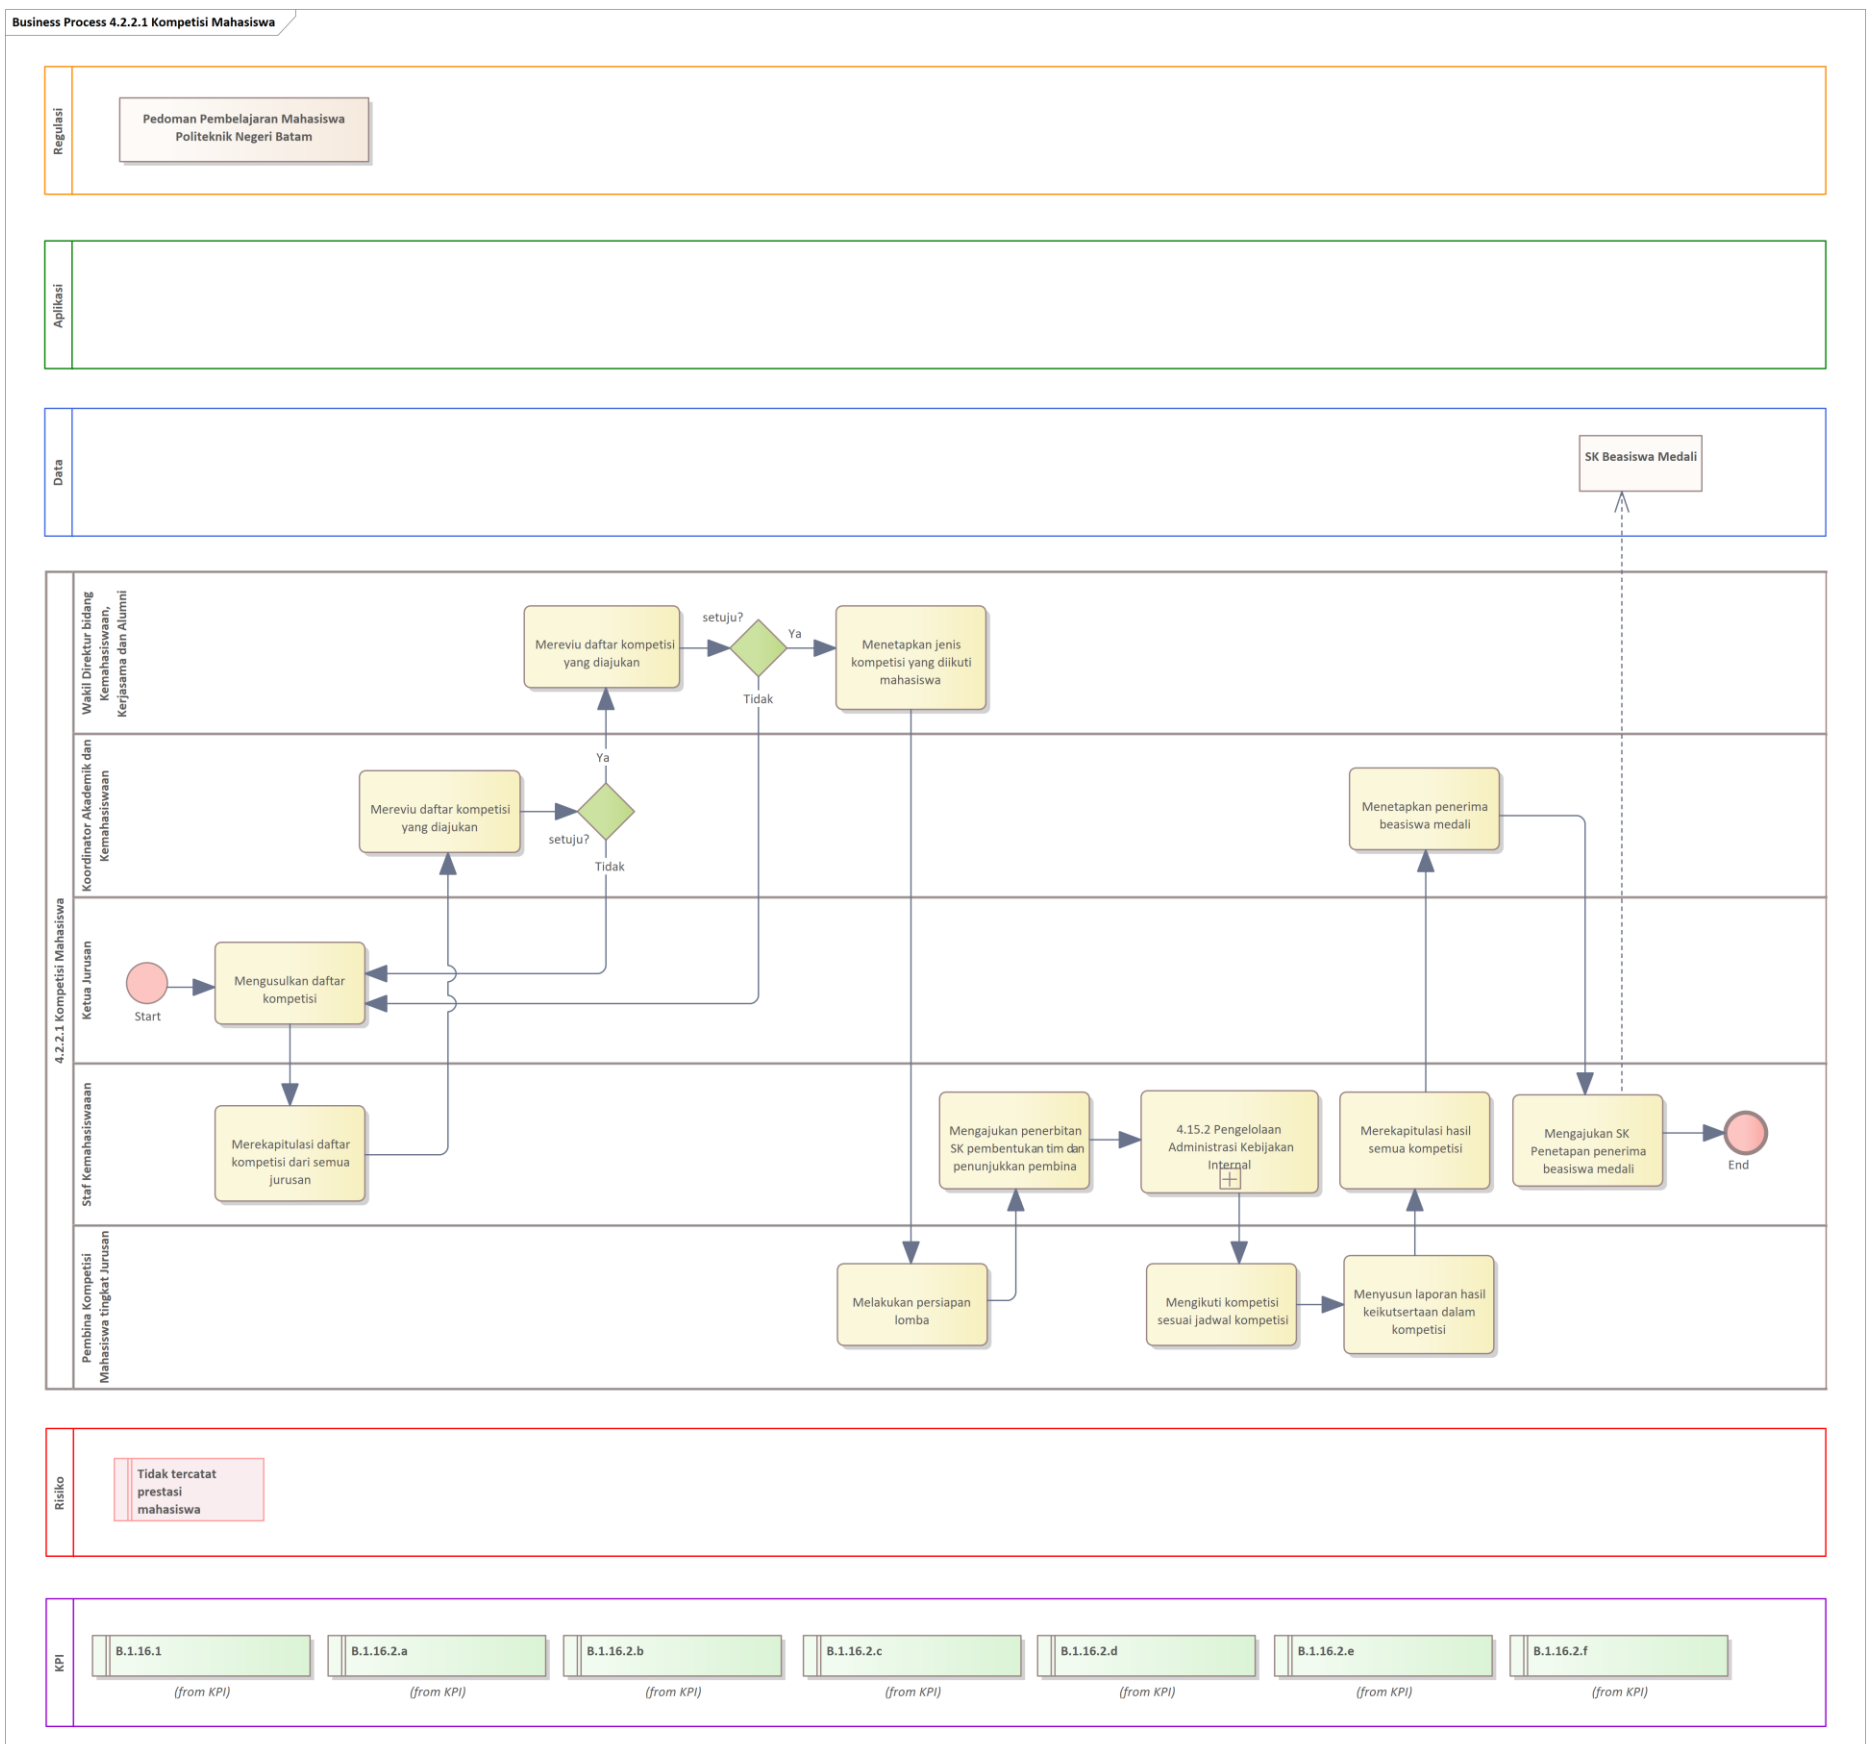 Business Process 4.2.2.1 Kompetisi Mahasiswa
Regulasi
Pedoman Pembelajaran Mahasiswa
Politeknik Negeri Batam
Aplikasi
Data
SK Beasiswa Medali
4.2.2.1 Kompetisi Mahasiswa
Wakil Direktur bidang
Kemahasiswaan,
Kerjasama dan Alumni
Mereviu daftar kompetisi
yang diajukan
setuju?
Ya
Tidak
Menetapkan jenis
kompetisi yang diikuti
mahasiswa
Koordinator Akademik dan
Kemahasiswaan
Mereviu daftar kompetisi
yang diajukan
Ya
setuju?
Tidak
Menetapkan penerima
beasiswa medali
Ketua Jurusan
Start
Mengusulkan daftar
kompetisi
Staf Kemahasiswaaan
Merekapitulasi daftar
kompetisi dari semua
jurusan
Mengajukan penerbitan
SK pembentukan tim dan
penunjukkan pembina
4.15.2 Pengelolaan
Administrasi Kebijakan
Internal
Merekapitulasi hasil
semua kompetisi
Mengajukan SK
Penetapan penerima
beasiswa medali
End
Pembina Kompetisi
Mahasiswa tingkat Jurusan
Melakukan persiapan
lomba
Mengikuti kompetisi
sesuai jadwal kompetisi
Menyusun laporan hasil
keikutsertaan dalam
kompetisi
Risiko
Tidak tercatat
prestasi
mahasiswa
KPI
B.1.16.1
(from KPI)
B.1.16.2.a
(from KPI)
B.1.16.2.b
(from KPI)
B.1.16.2.c
(from KPI)
B.1.16.2.d
(from KPI)
B.1.16.2.e
(from KPI)
B.1.16.2.f
(from KPI)